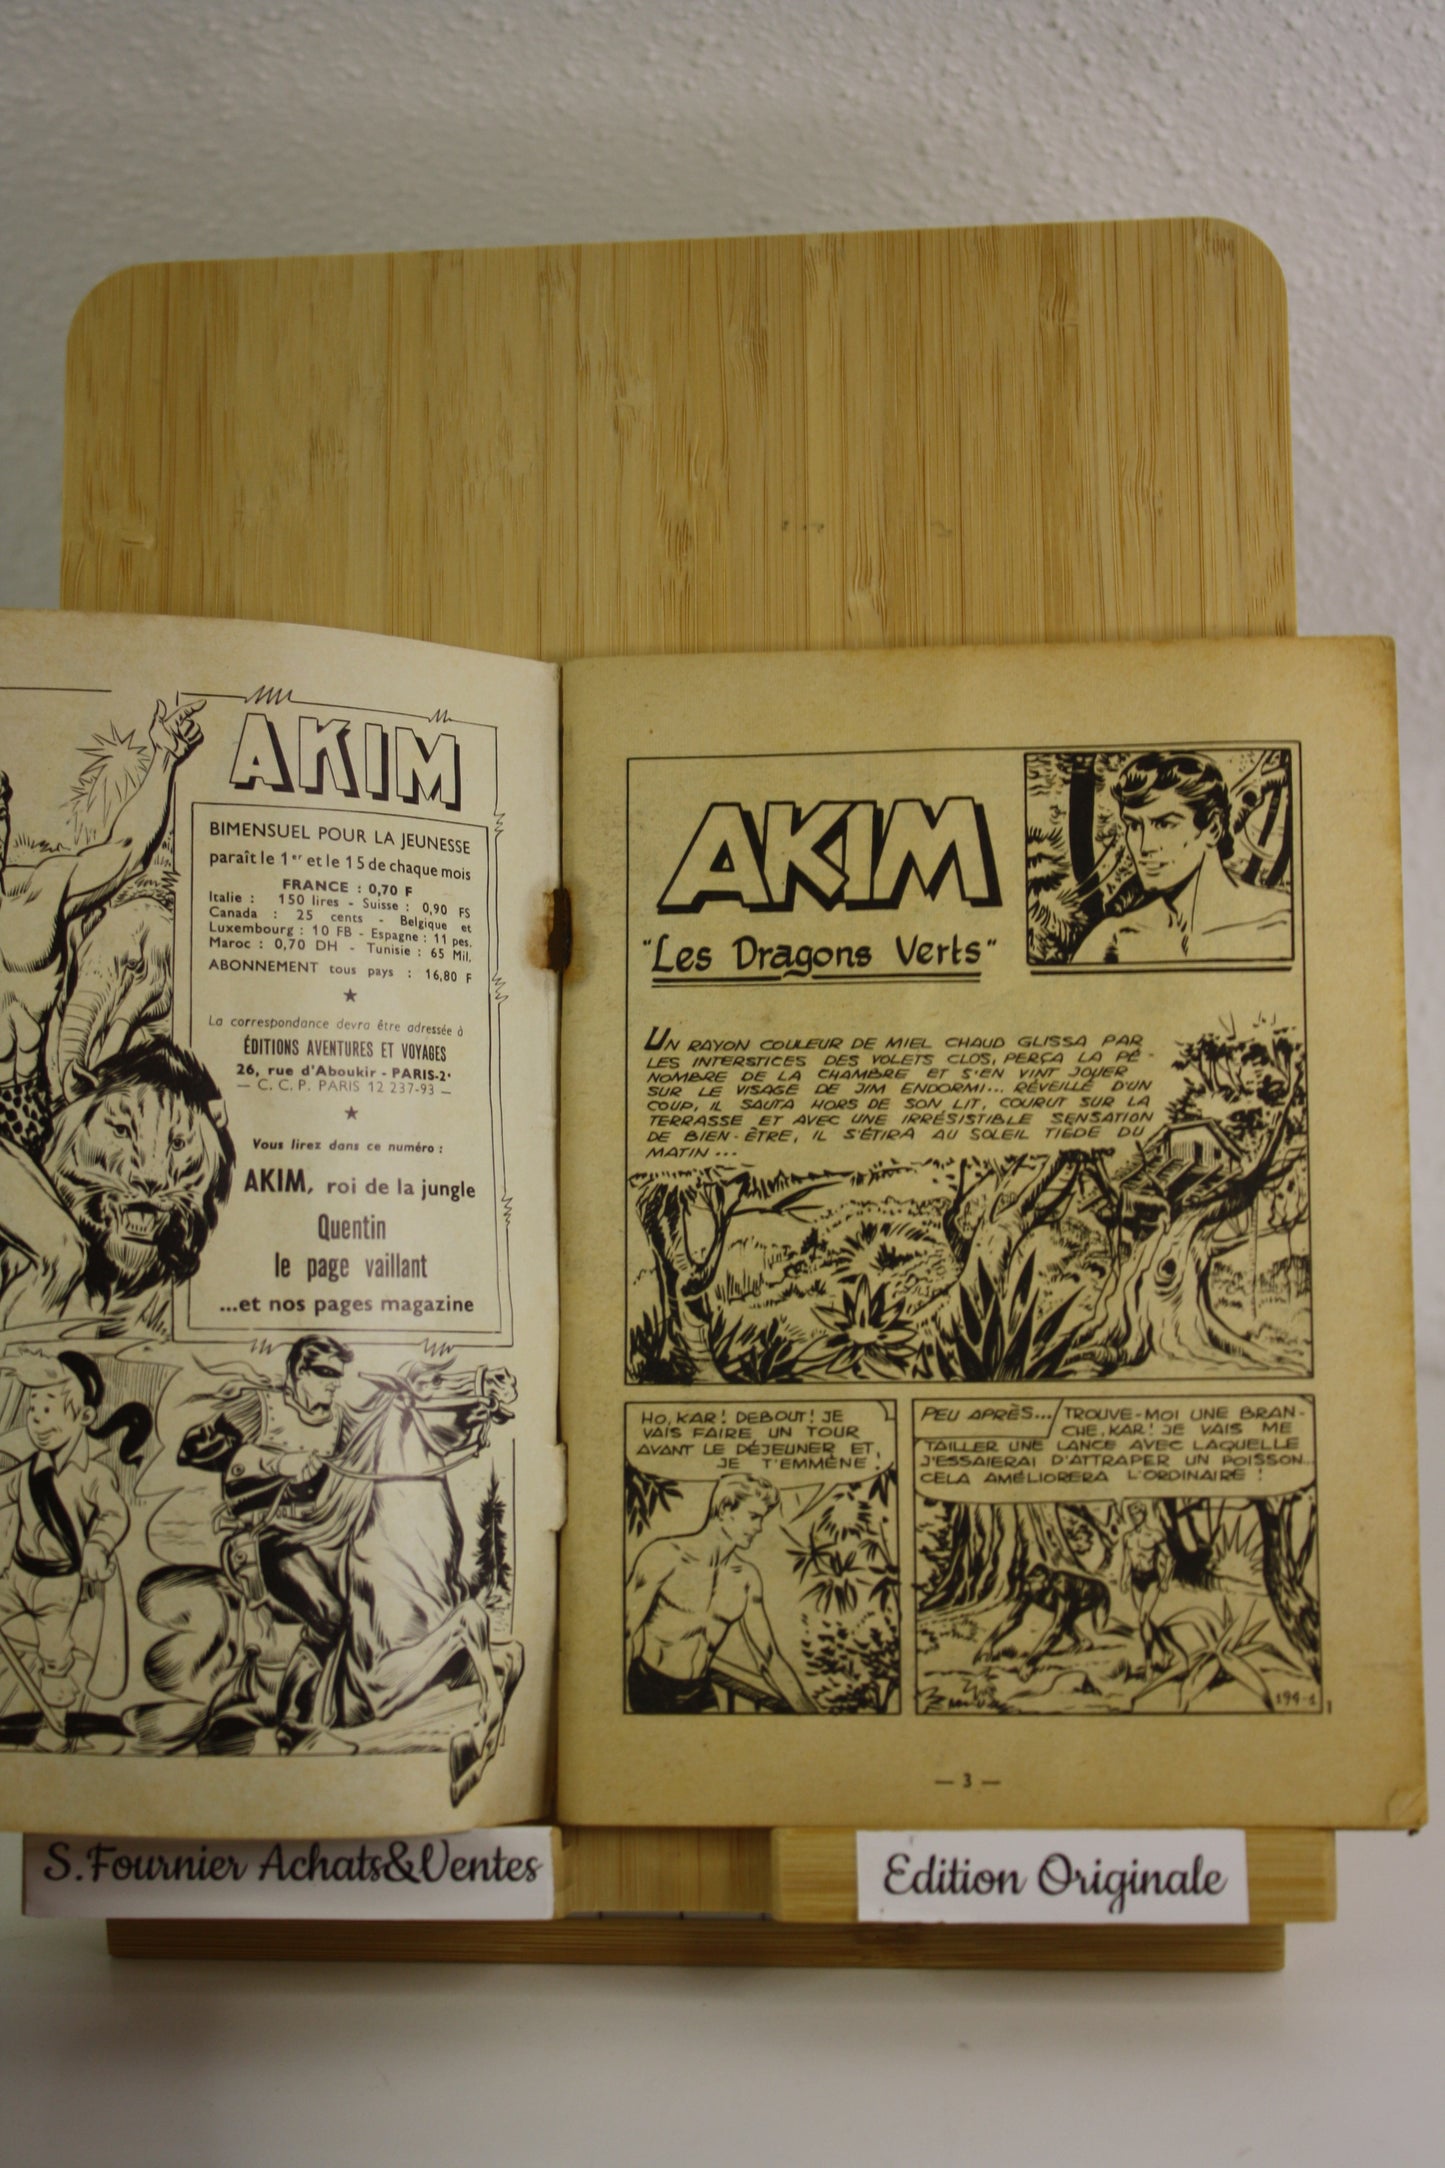 AKIM
BIMENSUEL POUR LA JEUNESSE
paraît le 1er et le 15 de chaque mois
FRANCE : 0,70 F
Italie : 150 lires - Suisse : 0,90 FS
Canada : 25 cents - Belgique et
Luxembourg : 10 FB - Espagne : 11 pes.
Maroc : 0,70 DH - Tunisie : 65 Mil.
ABONNEMENT tous pays : 16,80 F
La correspondance devra être adressée à
ÉDITIONS AVENTURES ET VOYAGES
26, rue d'Aboukir - PARIS-2e
— C. C. P. PARIS 12 237-93 —
Vous lirez dans ce numéro :
AKIM, roi de la jungle
Quentin
le page vaillant
...et nos pages magazine
AKIM
"Les Dragons Verts"
UN RAYON COULEUR DE MIEL CHAUD GLISSA PAR
LES INTERSTICES DES VOLETS CLOS, PERÇA LA PÉ-
NOMBRE DE LA CHAMBRE ET S'EN VINT JOUER
SUR LE VISAGE DE JIM ENDORMI... RÉVEILLÉ D'UN
COUP, IL SAUTA HORS DE SON LIT, COURUT SUR LA
TERRASSE ET AVEC UNE IRRÉSISTIBLE SENSATION
DE BIEN-ÊTRE, IL S'ÉTIRA AU SOLEIL TIÈDE DU
MATIN...
HO, KAR ! DEBOUT ! JE
VAIS FAIRE UN TOUR
AVANT LE DÉJEUNER ET,
JE T'EMMÈNE !
PEU APRÈS...
TROUVE-MOI UNE BRAN-
CHE, KAR ! JE VAIS ME
TAILLER UNE LANCE AVEC LAQUELLE
J'ESSAIERAI D'ATTRAPER UN POISSON...
CELA AMÉLIORERA L'ORDINAIRE !
194-1
— 3 —
S.Fournier Achats&Ventes
Edition Originale